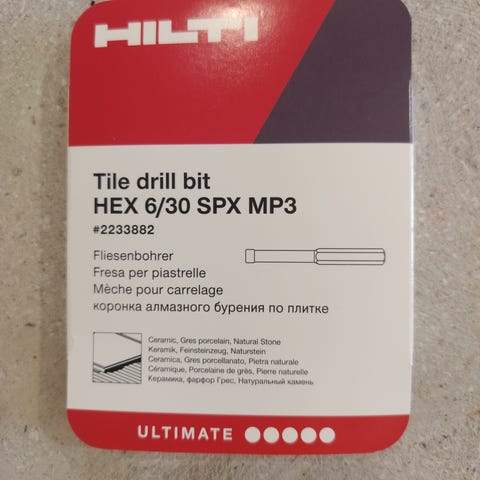 HILTI
Tile drill bit
HEX 6/30 SPX MP3
#2233882
Fliesenbohrer
Fresa per piastrelle
Mèche pour carrelage
коронка алмазного бурения по плитке
Ceramic, Gres porcelain, Natural Stone
Keramik, Feinsteinzeug, Naturstein
Ceramica, Gres porcellanato, Pietra naturale
Céramique, Porcelaine de grès, Pierre naturelle
Керамика, фарфор Грес, Натуральный камень
ULTIMATE